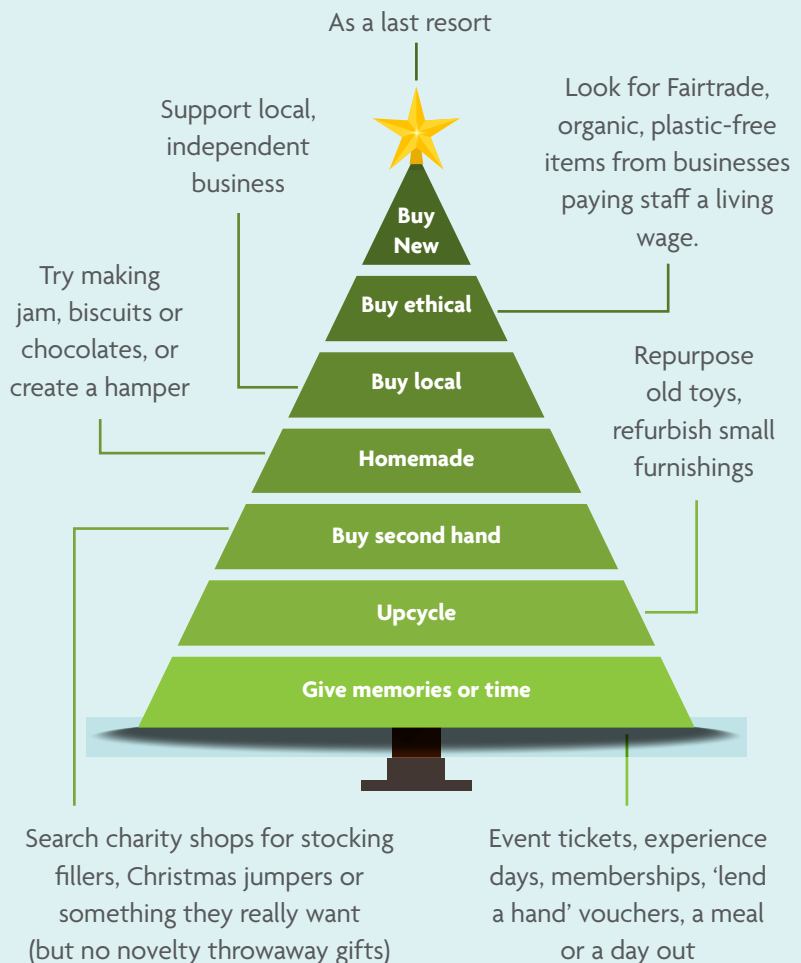 As a last resort
Support local,
independent
business
Look for Fairtrade,
organic, plastic-free
items from businesses
paying staff a living
wage.
Buy
New
Try making
jam, biscuits or
chocolates, or
create a hamper
Buy ethical
Buy local
Repurpose
old toys,
refurbish small
furnishings
Homemade
Buy second hand
Upcycle
Give memories or time
Search charity shops for stocking
fillers, Christmas jumpers or
something they really want
(but no novelty throwaway gifts)
Event tickets, experience
days, memberships, ‘lend
a hand’ vouchers, a meal
or a day out